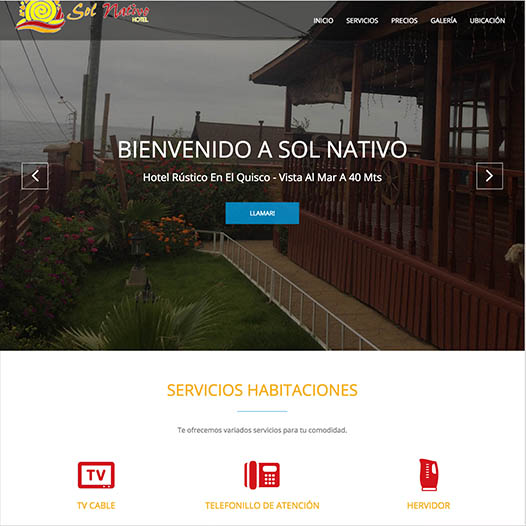 Sol Nativo
HOTEL
INICIO SERVICIOS PRECIOS GALERÍA UBICACIÓN
BIENVENIDO A SOL NATIVO
Hotel Rústico En El Quisco - Vista Al Mar A 40 Mts
LLAMAR!
SERVICIOS HABITACIONES
Te ofrecemos variados servicios para tu comodidad.
TV
TV CABLE TELEFONILLO DE ATENCIÓN HERVIDOR